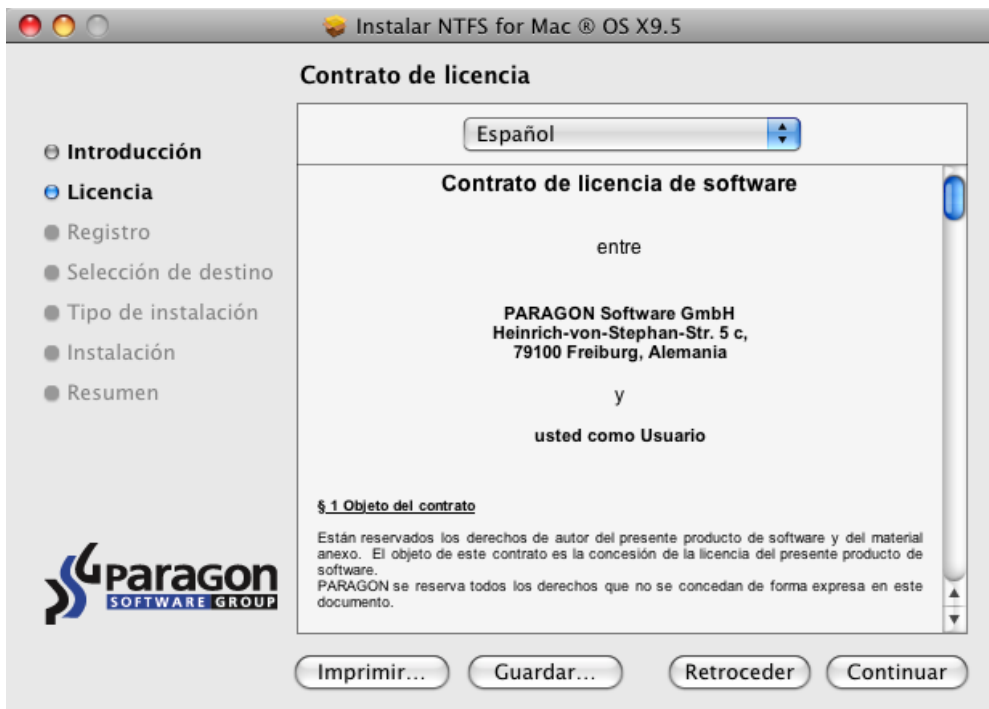 Instalar NTFS for Mac ® OS X9.5
Contrato de licencia
Introducción
Licencia
Registro
Selección de destino
Tipo de instalación
Instalación
Resumen
Paragon
SOFTWARE GROUP
Español
Contrato de licencia de software
entre
PARAGON Software GmbH
Heinrich-von-Stephan-Str. 5 c,
79100 Freiburg, Alemania
y
usted como Usuario
§ 1 Objeto del contrato
Están reservados los derechos de autor del presente producto de software y del material
anexo. El objeto de este contrato es la concesión de la licencia del presente producto de
software.
PARAGON se reserva todos los derechos que no se concedan de forma expresa en este
documento.
Imprimir...
Guardar...
Retroceder
Continuar